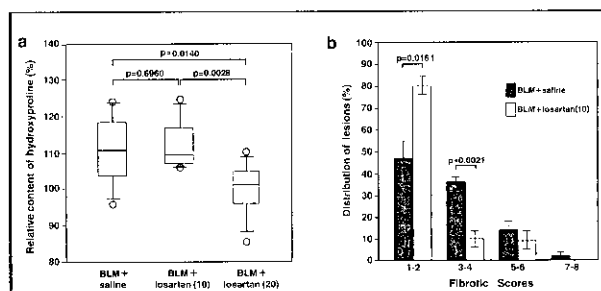 a
p=0.0140
p=0.6960
p=0.0028
140
130
120
110
100
90
80
Relative content of hydroxyproline (%)
BLM+ saline
BLM+ losartan (10)
BLM+ losartan (20)
b
100
90
80
70
60
50
40
30
20
10
0
Distribution of lesions (%)
p=0.0161
p=0.0021
BLM+saline
BLM+losartan(10)
1-2
3-4
5-6
7-8
Fibrotic Scores